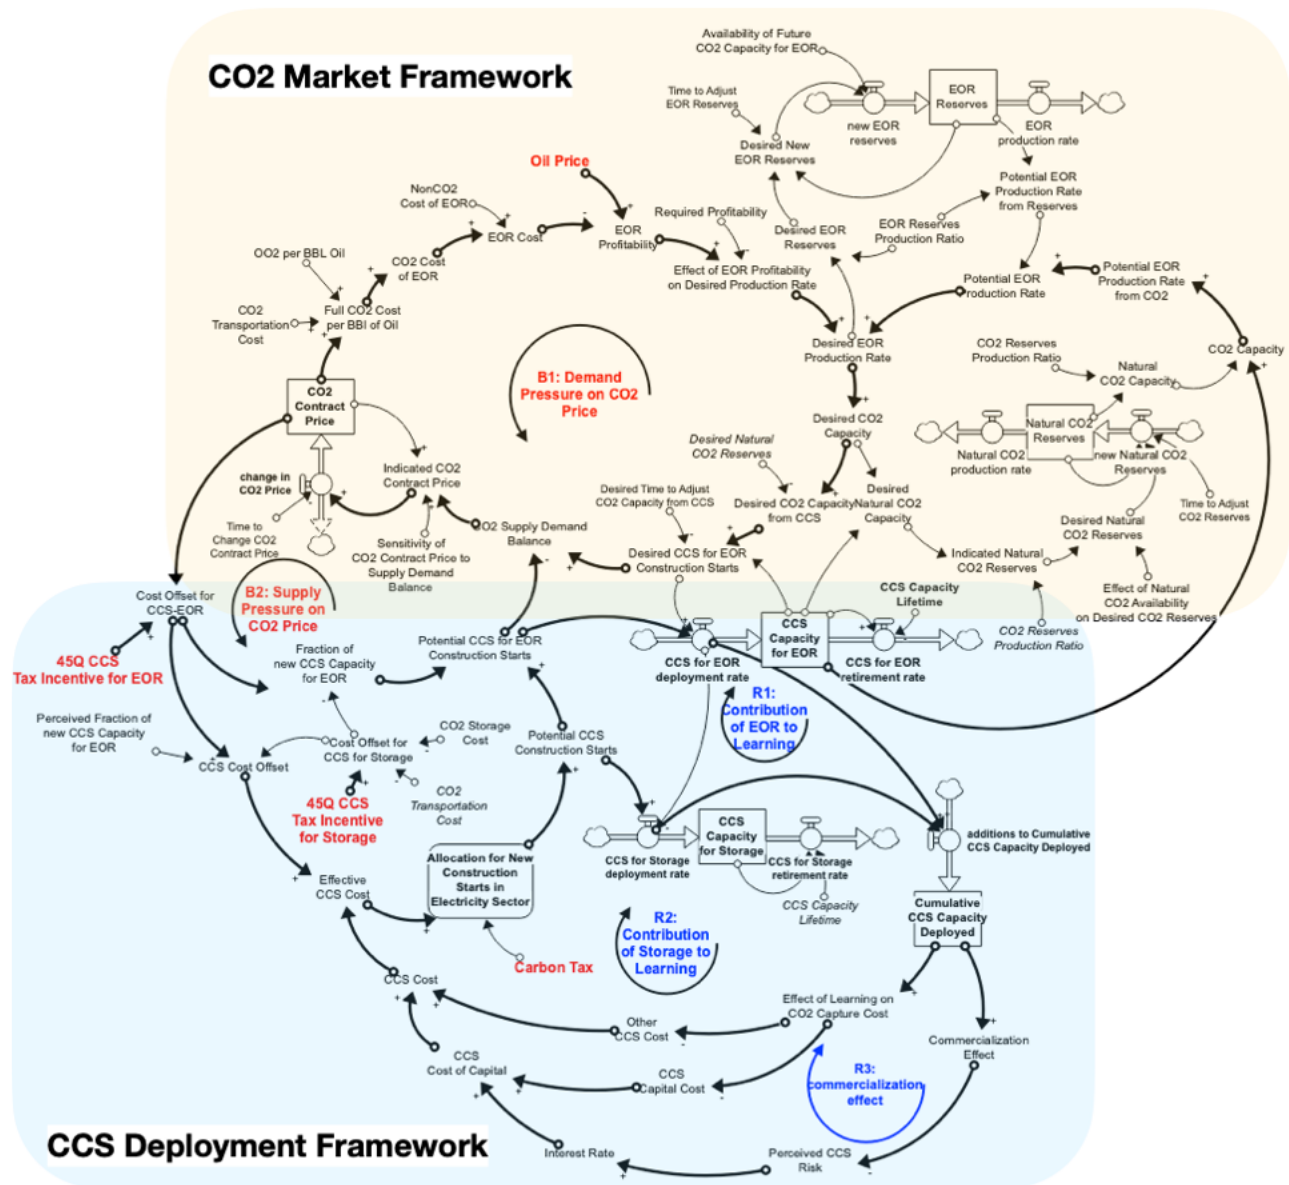 CO2 Market Framework
Availability of Future
CO2 Capacity for EOR
Time to Adjust
EOR Reserves
new EOR
reserves
EOR
Reserves
EOR
production rate
Desired New
EOR Reserves
Oil Price
NonCO2
Cost of EOR
EOR Cost
EOR
Profitability
Required Profitability
Desired EOR
Reserves
EOR Reserves
Production Ratio
Potential EOR
Production Rate
from Reserves
OO2 per BBL Oil
CO2 Cost
of EOR
Effect of EOR Profitability
on Desired Production Rate
Potential EOR
Production Rate
Potential EOR
Production Rate
from CO2
CO2
Transportation
Cost
Full CO2 Cost
per BBl of Oil
Desired EOR
Production Rate
CO2 Reserves
Production Ratio
Natural
CO2 Capacity
CO2 Capacity
B1: Demand
Pressure on CO2
Price
CO2
Contract
Price
Desired CO2
Capacity
Natural CO2
Reserves
Natural CO2
production rate
new Natural CO2
Reserves
Desired Natural
CO2 Reserves
change in
CO2 Price
Indicated CO2
Contract Price
Desired Time to Adjust
CO2 Capacity from CCS
Desired CO2 Capacity
from CCS
Desired
Natural CO2
Capacity
Time to Adjust
CO2 Reserves
Time to
Change CO2
Contract Price
Sensitivity of
CO2 Contract Price to
Supply Demand
Balance
CO2 Supply Demand
Balance
Desired CCS for EOR
Construction Starts
Indicated Natural
CO2 Reserves
Desired Natural
CO2 Reserves
Effect of Natural
CO2 Availability
on Desired CO2 Reserves
CO2 Reserves
Production Ratio
Cost Offset for
CCS-EOR
B2: Supply
Pressure on
CO2 Price
CCS Capacity
Lifetime
45Q CCS
Tax Incentive for EOR
Fraction of
new CCS Capacity
for EOR
Potential CCS for EOR
Construction Starts
CCS for EOR
deployment rate
CCS
Capacity
for EOR
CCS for EOR
retirement rate
R1:
Contribution
of EOR to
Learning
Perceived Fraction of
new CCS Capacity
for EOR
CCS Cost Offset
Cost Offset for
CCS for Storage
CO2 Storage
Cost
CO2
Transportation
Cost
Potential CCS
Construction Starts
45Q CCS
Tax Incentive
for Storage
CCS for Storage
deployment rate
CCS
Capacity
for Storage
CCS for Storage
retirement rate
CCS Capacity
Lifetime
additions to Cumulative
CCS Capacity Deployed
Allocation for New
Construction
Starts in
Electricity Sector
Effective
CCS Cost
Cumulative
CCS Capacity
Deployed
R2:
Contribution
of Storage to
Learning
Carbon Tax
CCS Cost
Other
CCS Cost
Effect of Learning on
CO2 Capture Cost
Commercialization
Effect
CCS
Cost of Capital
CCS
Capital Cost
R3:
commercialization
effect
CCS Deployment Framework
Interest Rate
Perceived CCS
Risk